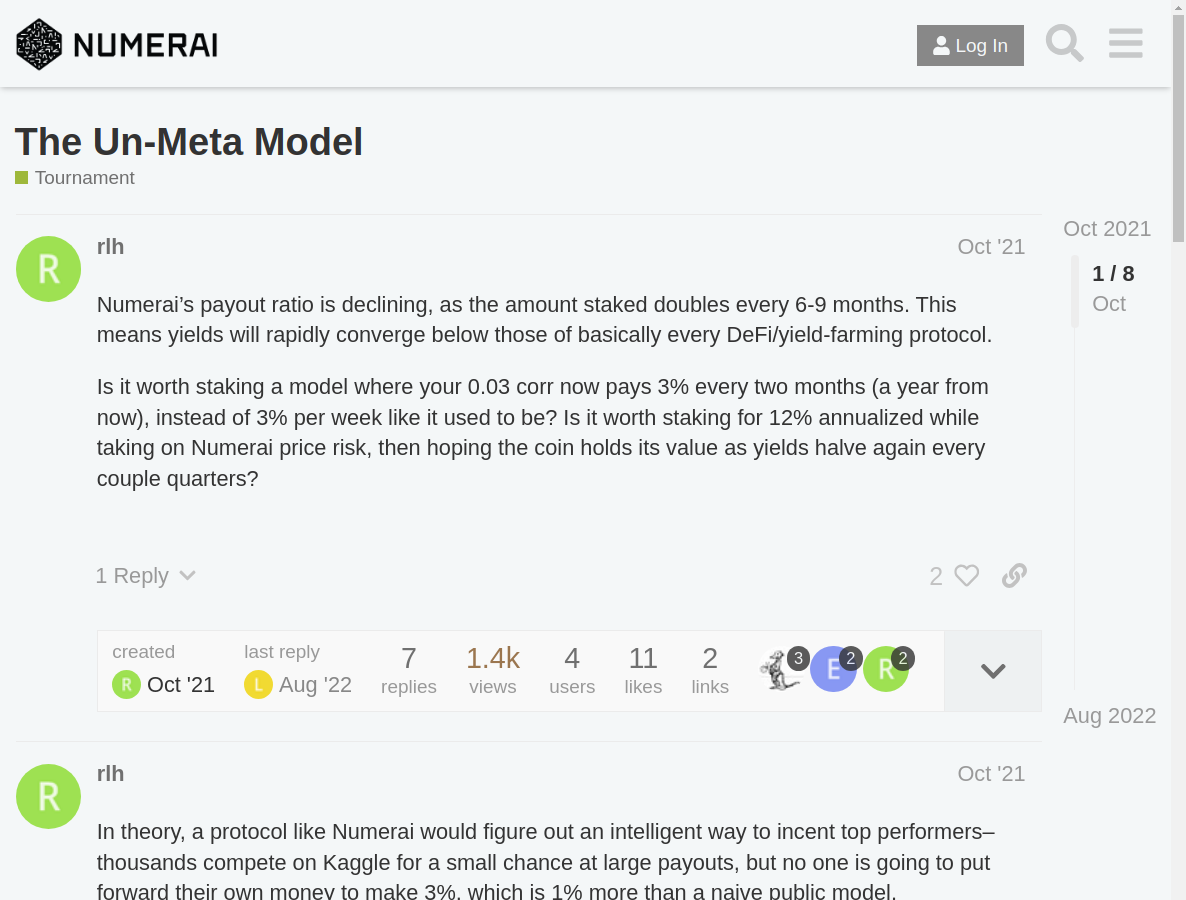 NUMERAI
Log In
The Un-Meta Model
Tournament
R
rlh
Oct '21
Numerai’s payout ratio is declining, as the amount staked doubles every 6-9 months. This
means yields will rapidly converge below those of basically every DeFi/yield-farming protocol.
Is it worth staking a model where your 0.03 corr now pays 3% every two months (a year from
now), instead of 3% per week like it used to be? Is it worth staking for 12% annualized while
taking on Numerai price risk, then hoping the coin holds its value as yields halve again every
couple quarters?
1 Reply
2
Oct 2021
1 / 8
Oct
Aug 2022
created
R Oct '21
last reply
L Aug '22
7
replies
1.4k
views
4
users
11
likes
2
links
3
E 2
R 2
R
rlh
Oct '21
In theory, a protocol like Numerai would figure out an intelligent way to incent top performers–
thousands compete on Kaggle for a small chance at large payouts, but no one is going to put
forward their own money to make 3%, which is 1% more than a naive public model.